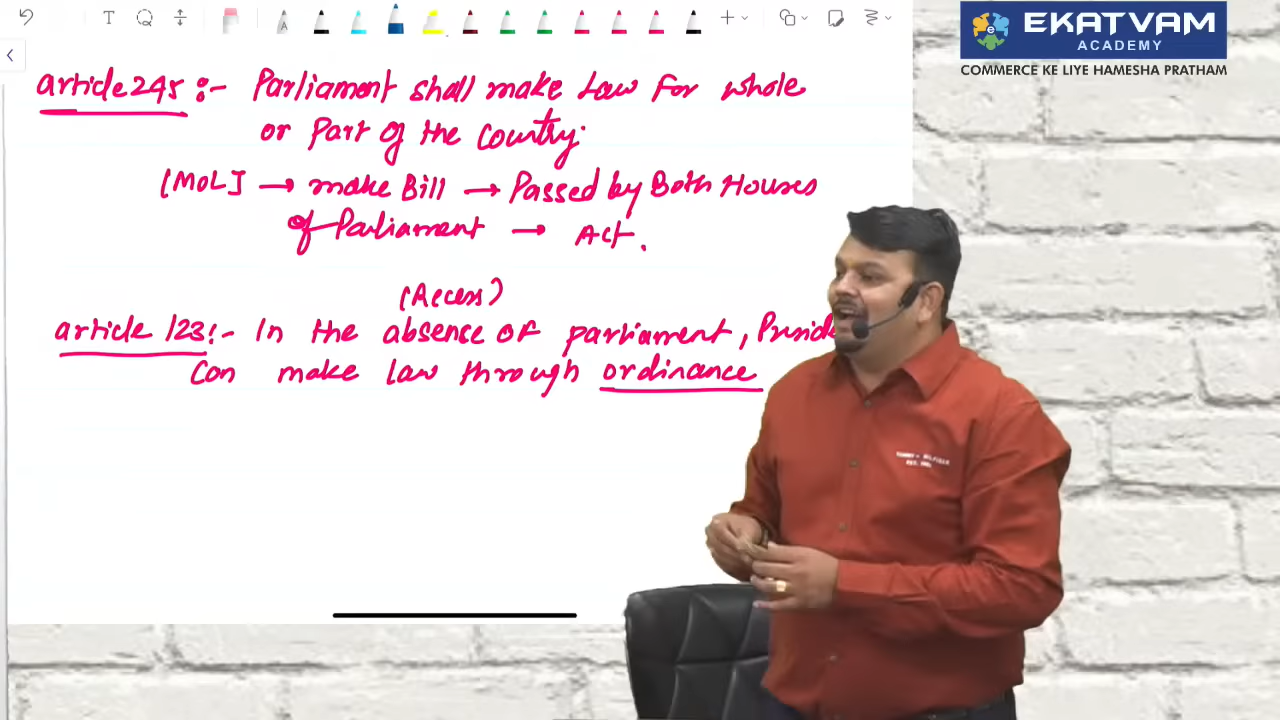 EKATVAM
ACADEMY
COMMERCE KE LIYE HAMESHA PRATHAM
article 245 :- Parliament shall make Law For whole
or Part of the Country.
[MoL] → make Bill → Passed by Both Houses
of Parliament → Act.
article 123:- In the absence of parliament, Preside
Can make law through ordinance